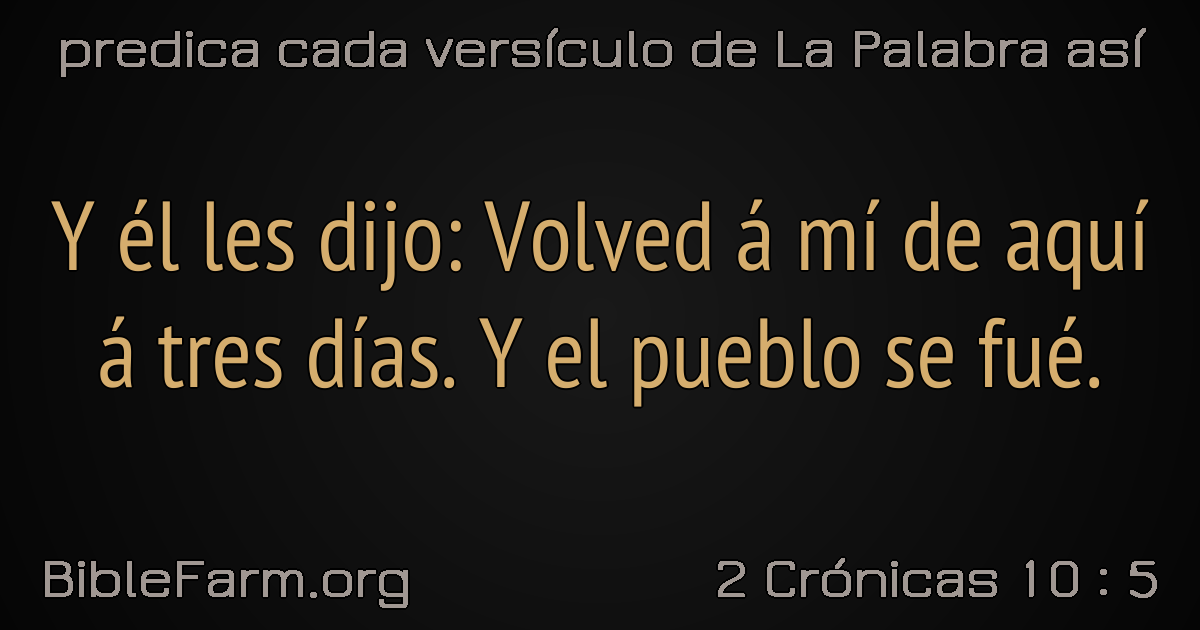 predica cada versículo de La Palabra así
Y él les dijo: Volved á mí de aquí
á tres días. Y el pueblo se fué.
BibleFarm.org
2 Crónicas 10 : 5